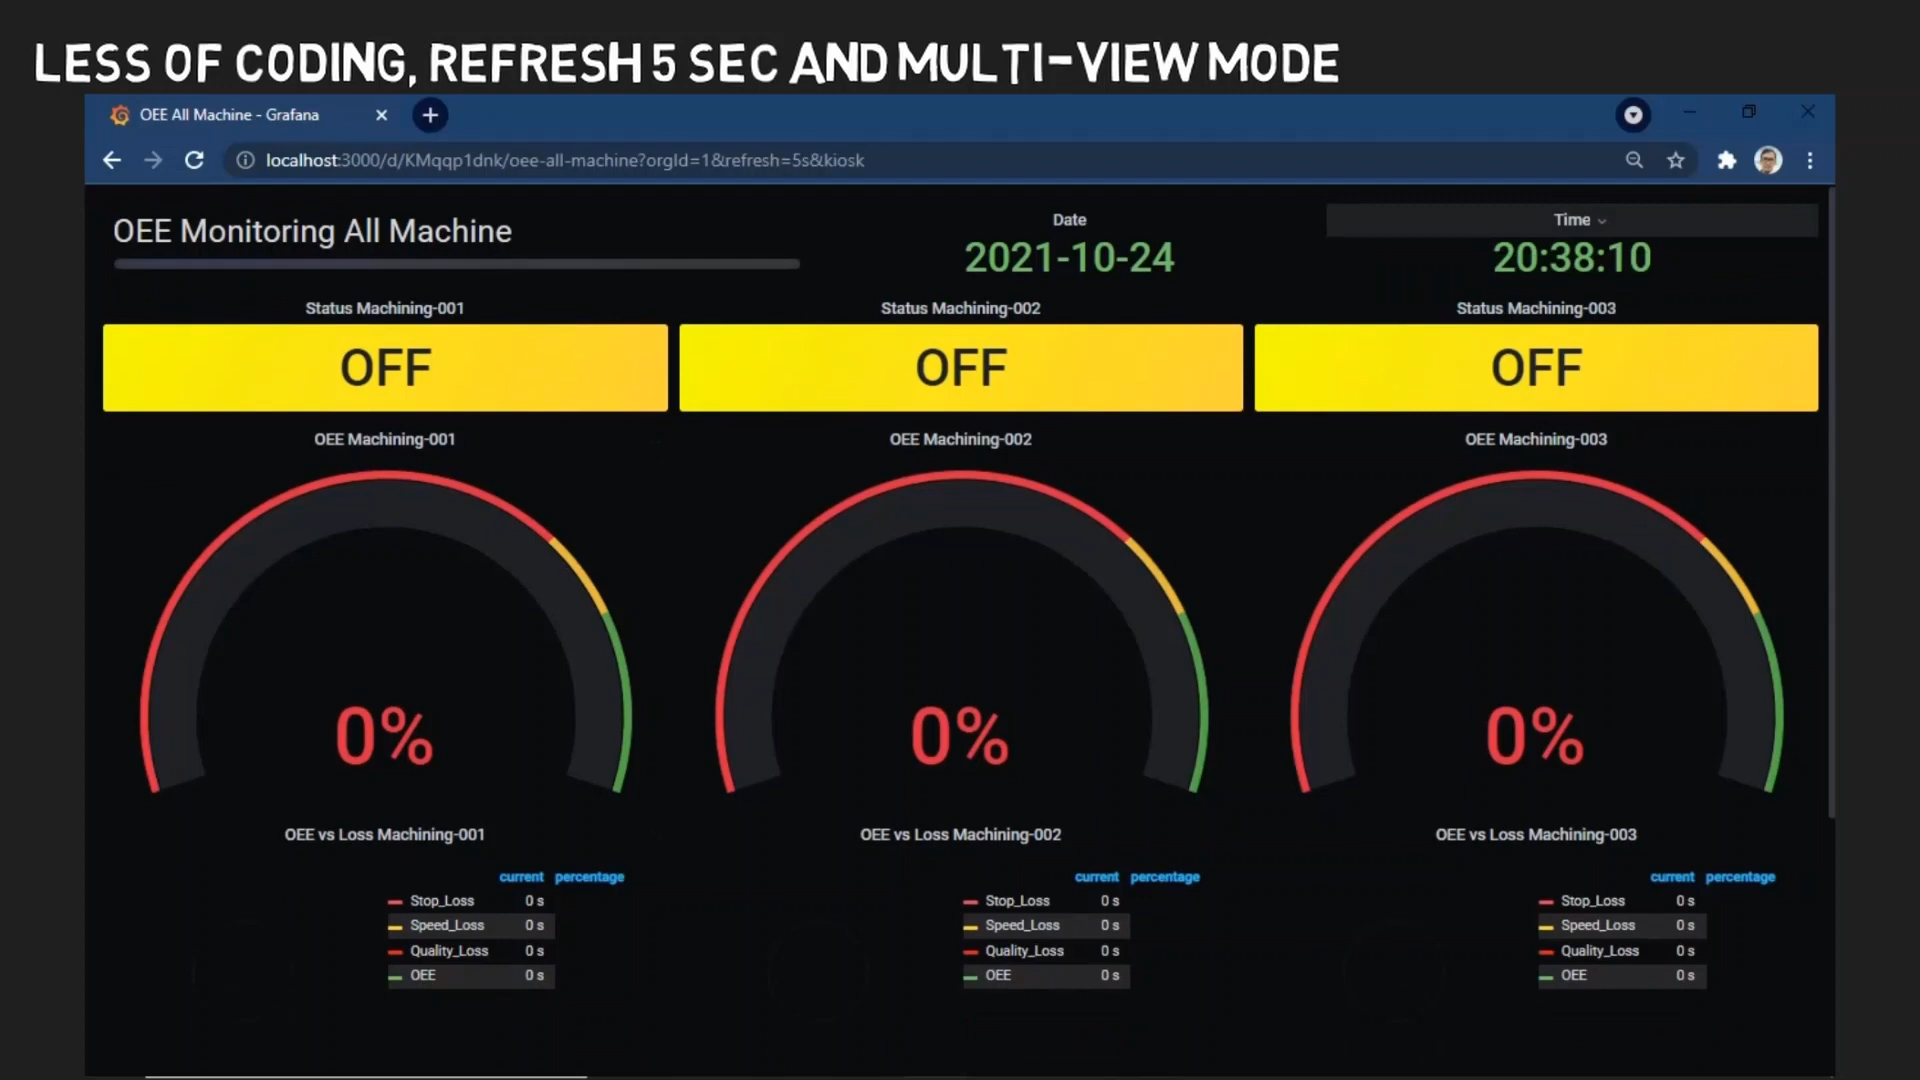 LESS OF CODING, REFRESH 5 SEC AND MULTI-VIEW MODE
OEE All Machine - Grafana
localhost:3000/d/KMqqp1dnk/oee-all-machine?orgId=1&refresh=5s&kiosk
OEE Monitoring All Machine
Date
2021-10-24
Time
20:38:10
Status Machining-001
OFF
Status Machining-002
OFF
Status Machining-003
OFF
OEE Machining-001
0%
OEE Machining-002
0%
OEE Machining-003
0%
OEE vs Loss Machining-001
current percentage
Stop_Loss 0 s
Speed_Loss 0 s
Quality_Loss 0 s
OEE 0 s
OEE vs Loss Machining-002
current percentage
Stop_Loss 0 s
Speed_Loss 0 s
Quality_Loss 0 s
OEE 0 s
OEE vs Loss Machining-003
current percentage
Stop_Loss 0 s
Speed_Loss 0 s
Quality_Loss 0 s
OEE 0 s